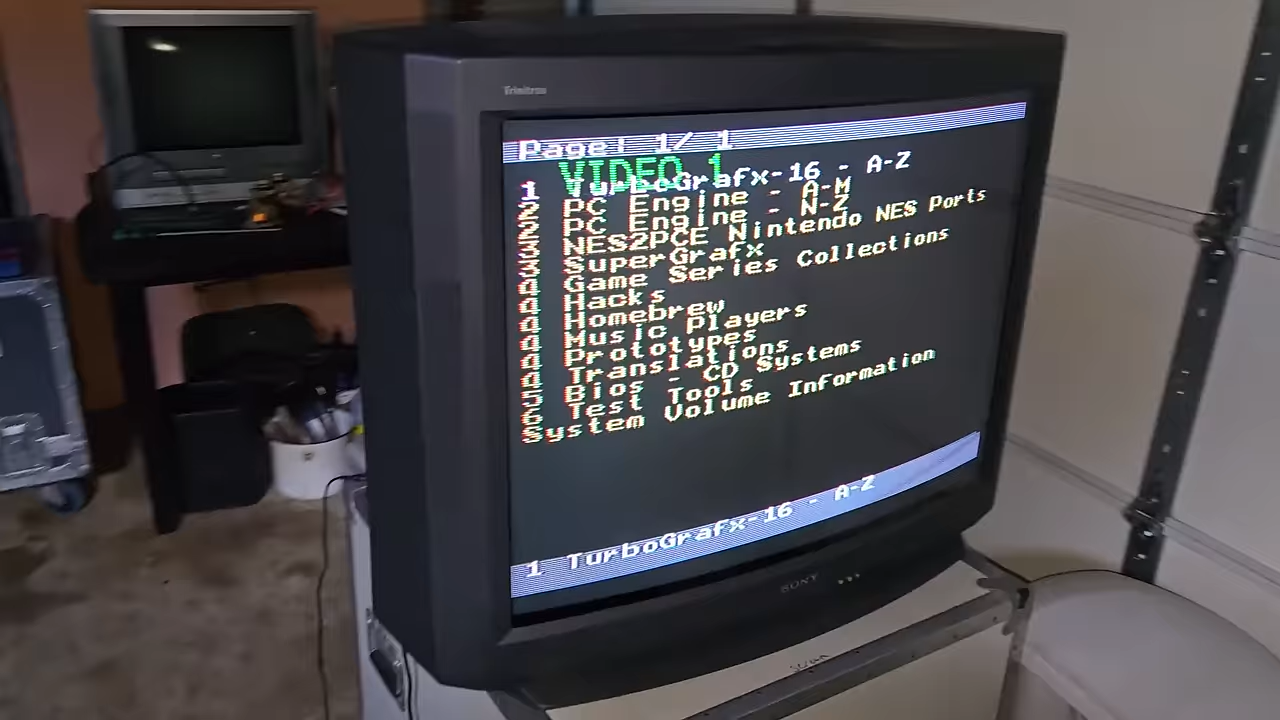 Trinitron
Page: 1/ 1
VIDEO 1
1 TurboGrafx-16 - A-Z
2 PC Engine - A-M
2 PC Engine - N-Z
3 NES2PCE Nintendo NES Ports
3 SuperGrafx
4 Game Series Collections
4 Hacks
4 Homebrew
4 Music Players
4 Prototypes
4 Translations
5 Bios - CD Systems
6 Test Tools
System Volume Information
1 TurboGrafx-16 - A-Z
SONY